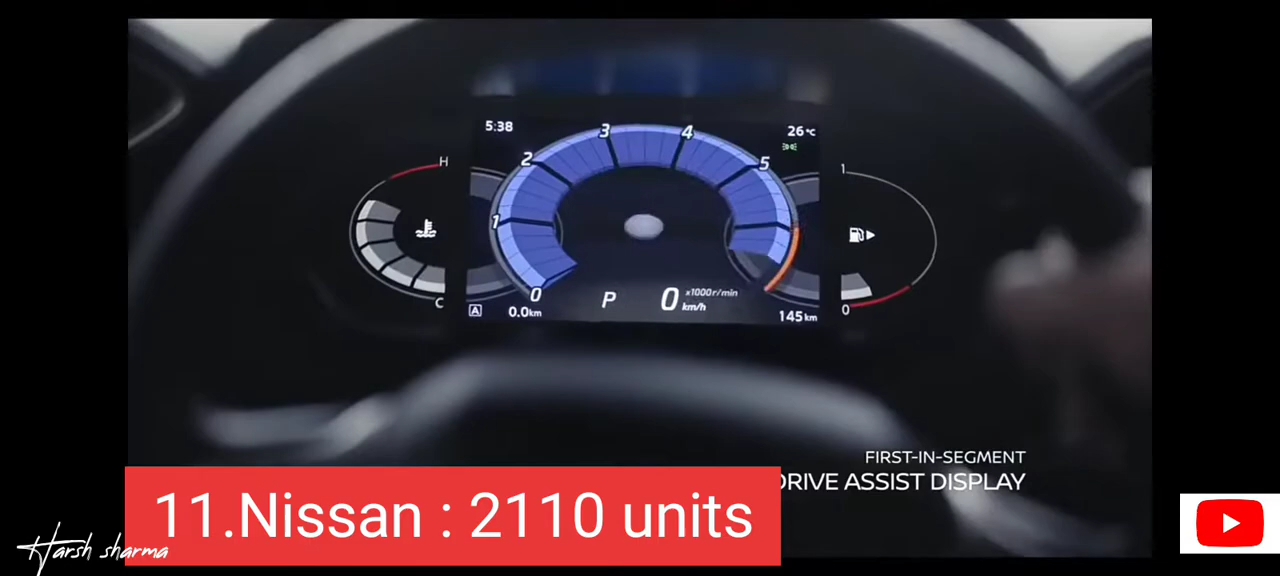 5:38
26°C
H
C
0
1
2
3
4
5
x1000r/min
P
0
km/h
A
0.0km
145km
1
0
FIRST-IN-SEGMENT
DRIVE ASSIST DISPLAY
11.Nissan : 2110 units
Harsh sharma